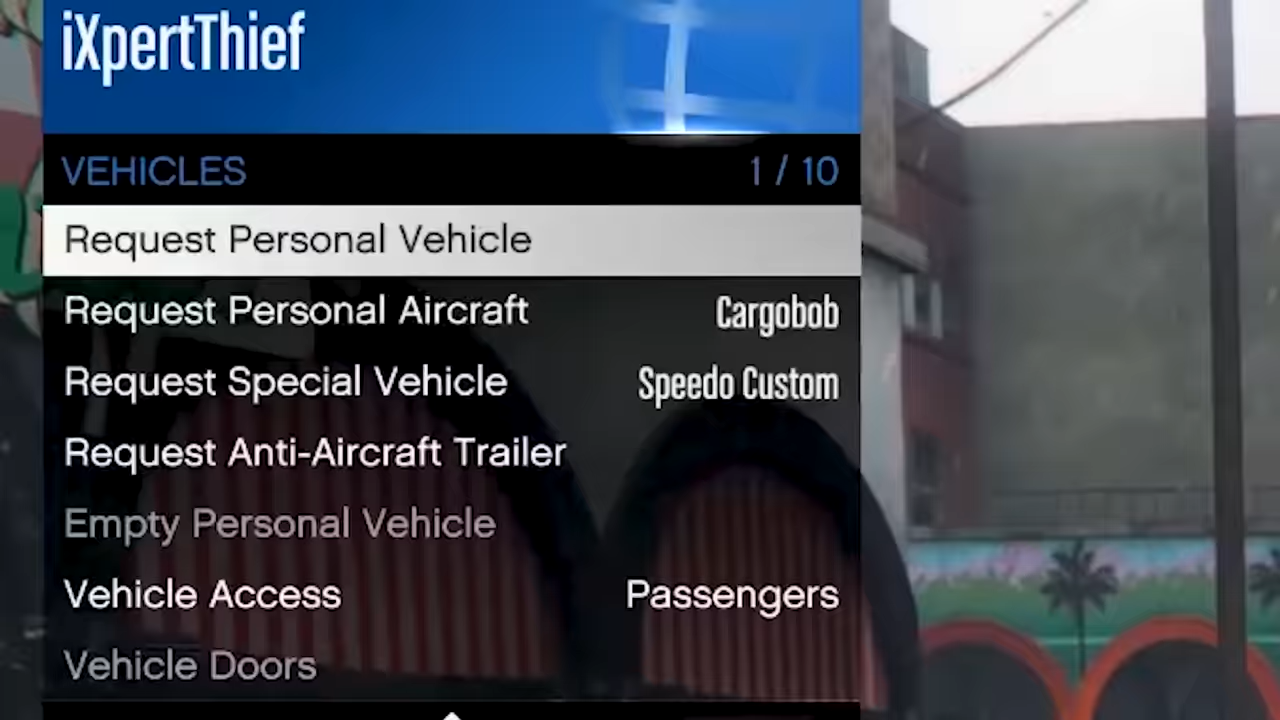 iXpertThief
VEHICLES 1 / 10
Request Personal Vehicle
Request Personal Aircraft Cargobob
Request Special Vehicle Speedo Custom
Request Anti-Aircraft Trailer
Empty Personal Vehicle
Vehicle Access Passengers
Vehicle Doors